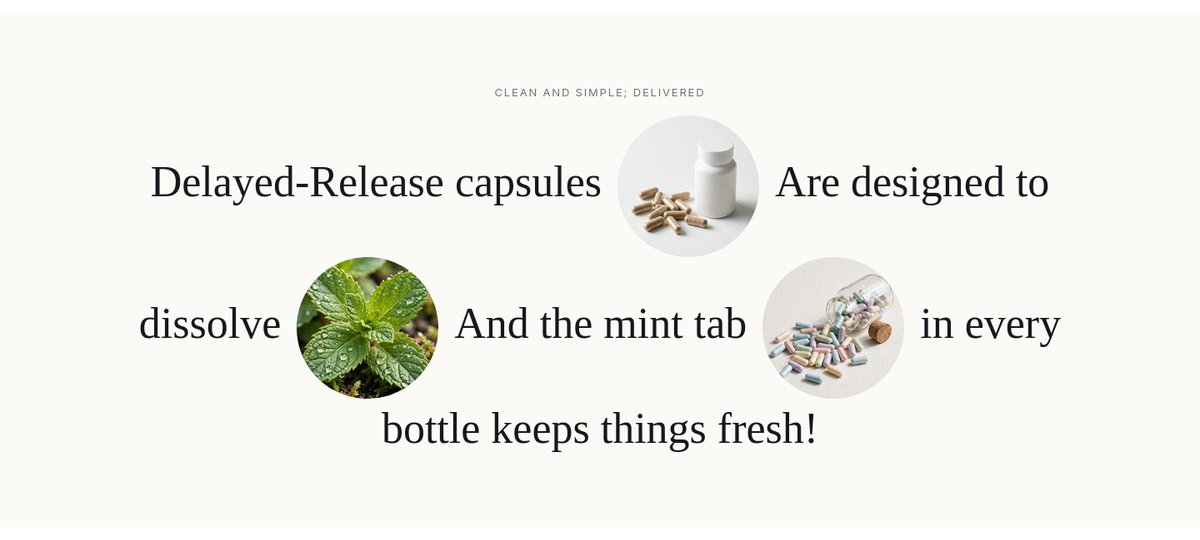 CLEAN AND SIMPLE; DELIVERED
Delayed-Release capsules Are designed to
dissolve And the mint tab in every
bottle keeps things fresh!